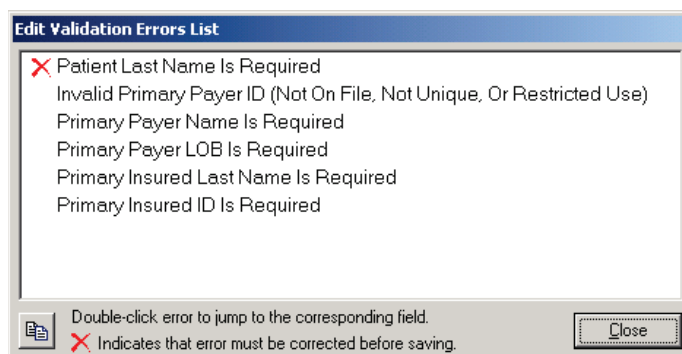 Edit Validation Errors List
Patient Last Name Is Required
Invalid Primary Payer ID (Not On File, Not Unique, Or Restricted Use)
Primary Payer Name Is Required
Primary Payer LOB Is Required
Primary Insured Last Name Is Required
Primary Insured ID Is Required
Double-click error to jump to the corresponding field.
Indicates that error must be corrected before saving.
Close